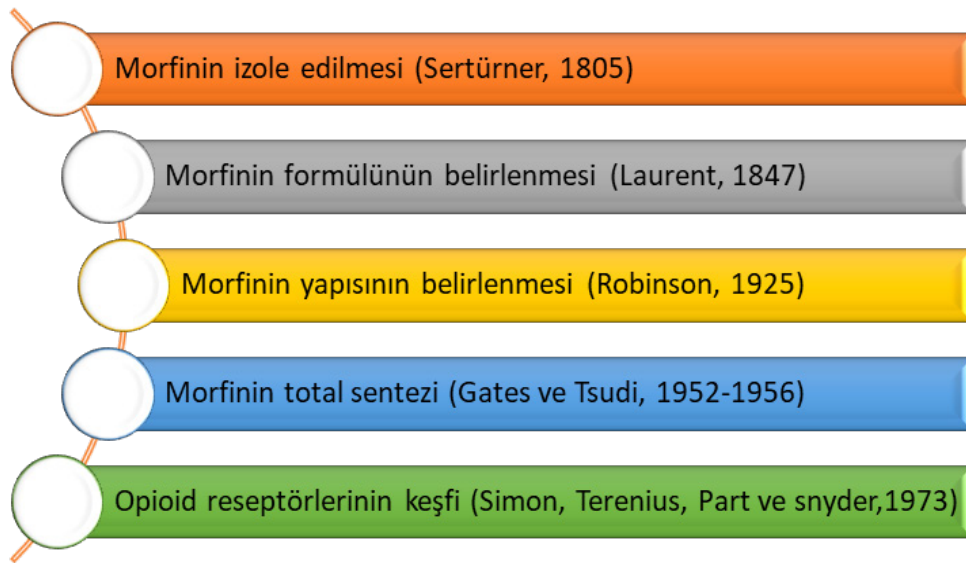 Morfinin izole edilmesi (Sertürner, 1805)
Morfinin formülünün belirlenmesi (Laurent, 1847)
Morfinin yapısının belirlenmesi (Robinson, 1925)
Morfinin total sentezi (Gates ve Tsudi, 1952-1956)
Opioid reseptörlerinin keşfi (Simon, Terenius, Part ve snyder,1973)